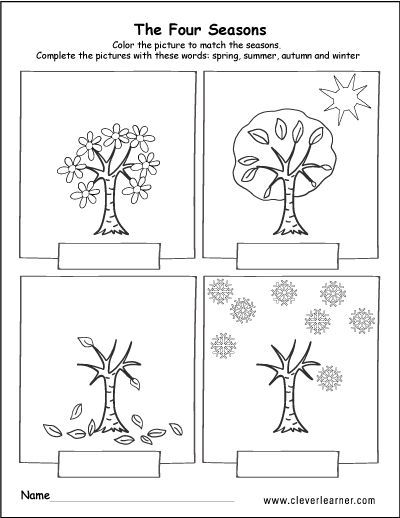 The Four Seasons
Color the picture to match the seasons.
Complete the pictures with these words: spring, summer, autumn and winter
Name
www.cleverlearner.com